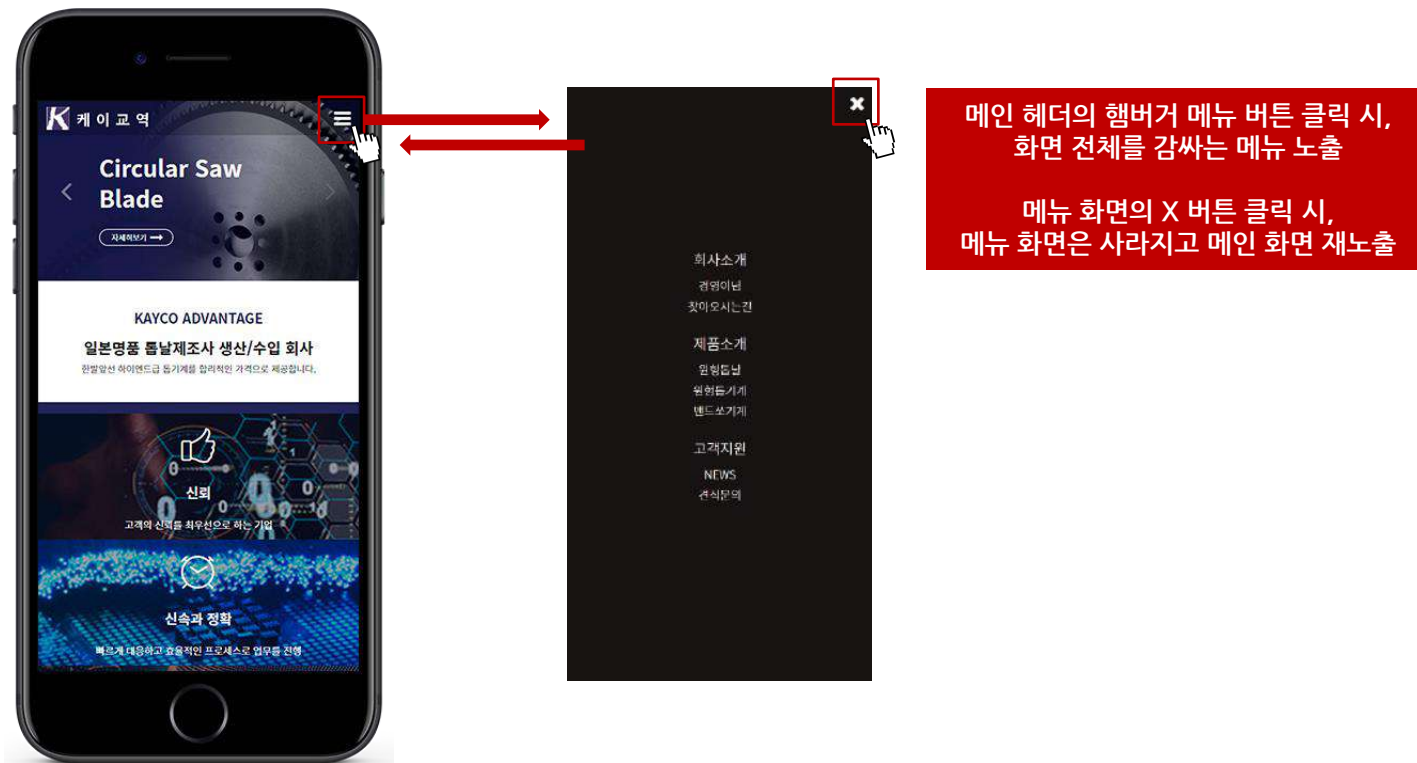 K 케이교역
Circular Saw
Blade
자세히보기
KAYCO ADVANTAGE
일본명품 톱날제조사 생산/수입 회사
한발앞선 하이엔드급 톱기계를 합리적인 가격으로 제공합니다.
신뢰
고객의 신뢰를 최우선으로 하는 기업
신속과 정확
빠르게 대응하고 효율적인 프로세스로 업무를 진행
회사소개
경영이념
찾아오시는길
제품소개
원형톱날
원형톱기계
밴드쏘기계
고객지원
NEWS
견적문의
메인 헤더의 햄버거 메뉴 버튼 클릭 시,
화면 전체를 감싸는 메뉴 노출
메뉴 화면의 X 버튼 클릭 시,
메뉴 화면은 사라지고 메인 화면 재노출